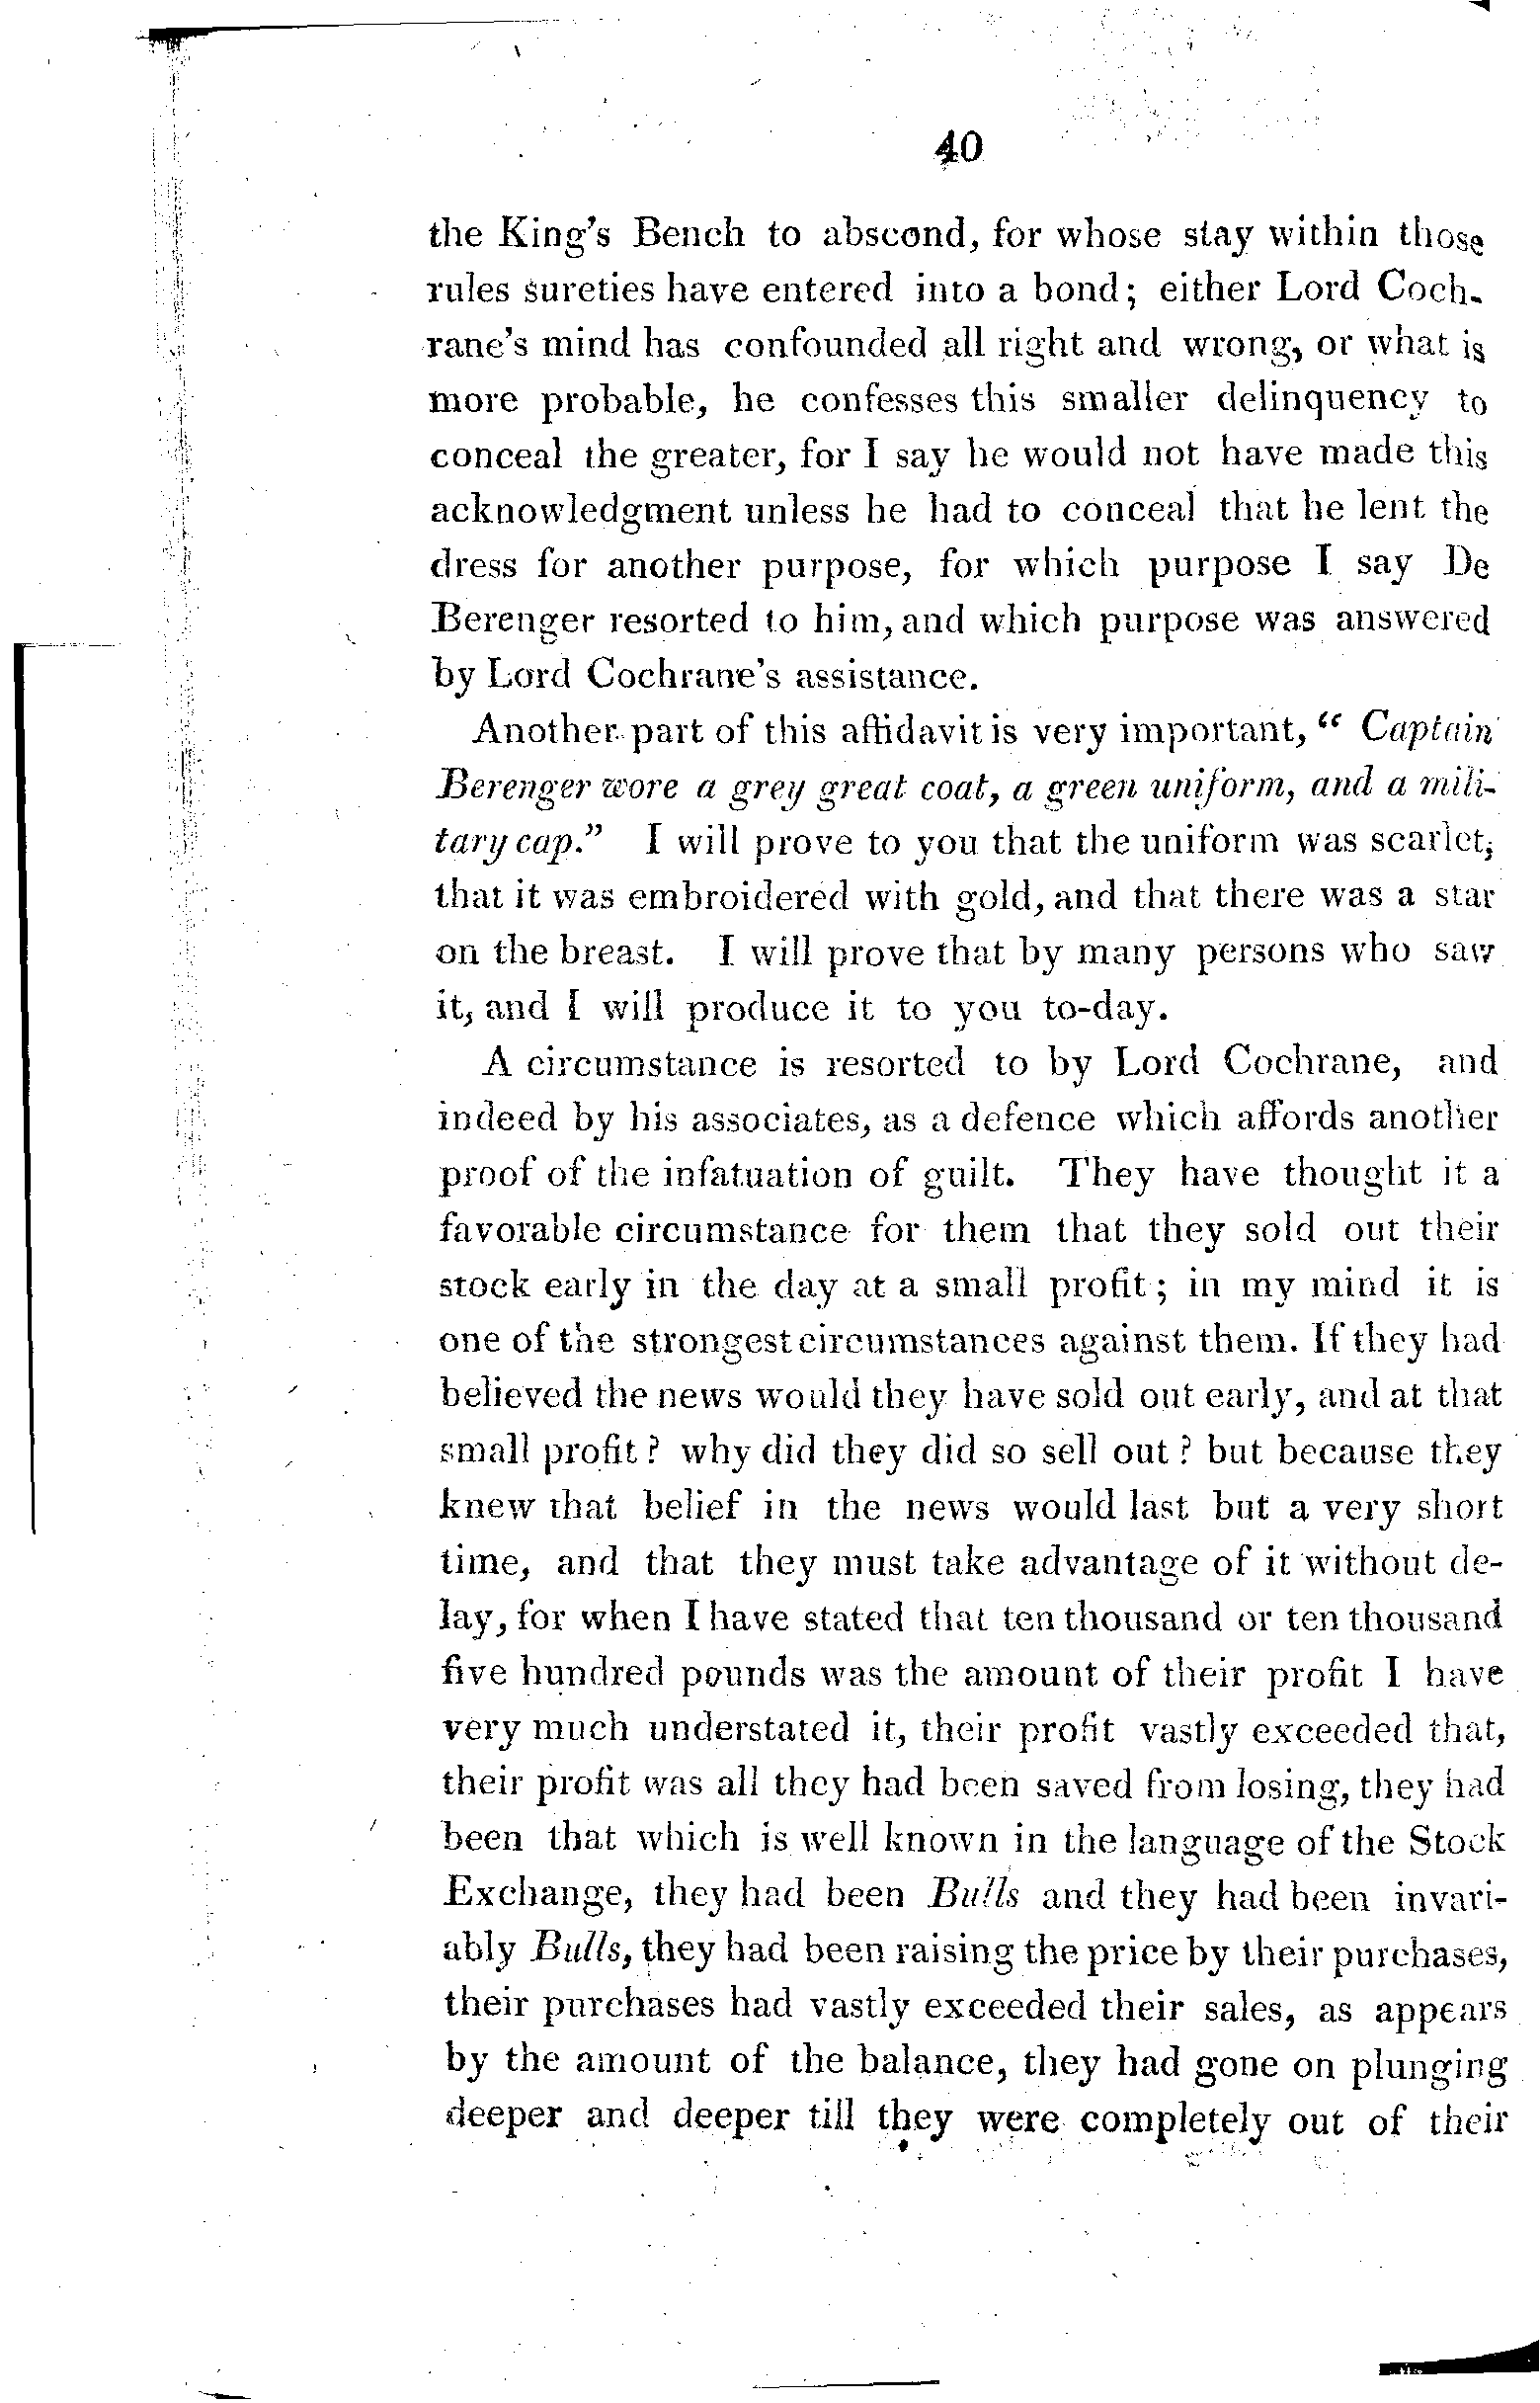 40
the King's Bench to abscond, for whose stay within those
rules sureties have entered into a bond; either Lord Coch-
rane's mind has confounded all right and wrong, or what is
more probable, he confesses this smaller delinquency to
conceal the greater, for I say he would not have made this
acknowledgment unless he had to conceal that he lent the
dress for another purpose, for which purpose I say De
Berenger resorted to him, and which purpose was answered
by Lord Cochrane's assistance.
Another part of this affidavit is very important, “ Captain
Berenger wore a grey great coat, a green uniform, and a mili-
tary cap.” I will prove to you that the uniform was scarlet,
that it was embroidered with gold, and that there was a star
on the breast. I will prove that by many persons who saw
it, and I will produce it to you to-day.
A circumstance is resorted to by Lord Cochrane, and
indeed by his associates, as a defence which affords another
proof of the infatuation of guilt. They have thought it a
favorable circumstance for them that they sold out their
stock early in the day at a small profit; in my mind it is
one of the strongest circumstances against them. If they had
believed the news would they have sold out early, and at that
small profit? why did they did so sell out? but because they
knew that belief in the news would last but a very short
time, and that they must take advantage of it without de-
lay, for when I have stated that ten thousand or ten thousand
five hundred pounds was the amount of their profit I have
very much understated it, their profit vastly exceeded that,
their profit was all they had been saved from losing, they had
been that which is well known in the language of the Stock
Exchange, they had been Bulls and they had been invari-
ably Bulls, they had been raising the price by their purchases,
their purchases had vastly exceeded their sales, as appears
by the amount of the balance, they had gone on plunging
deeper and deeper till they were completely out of their